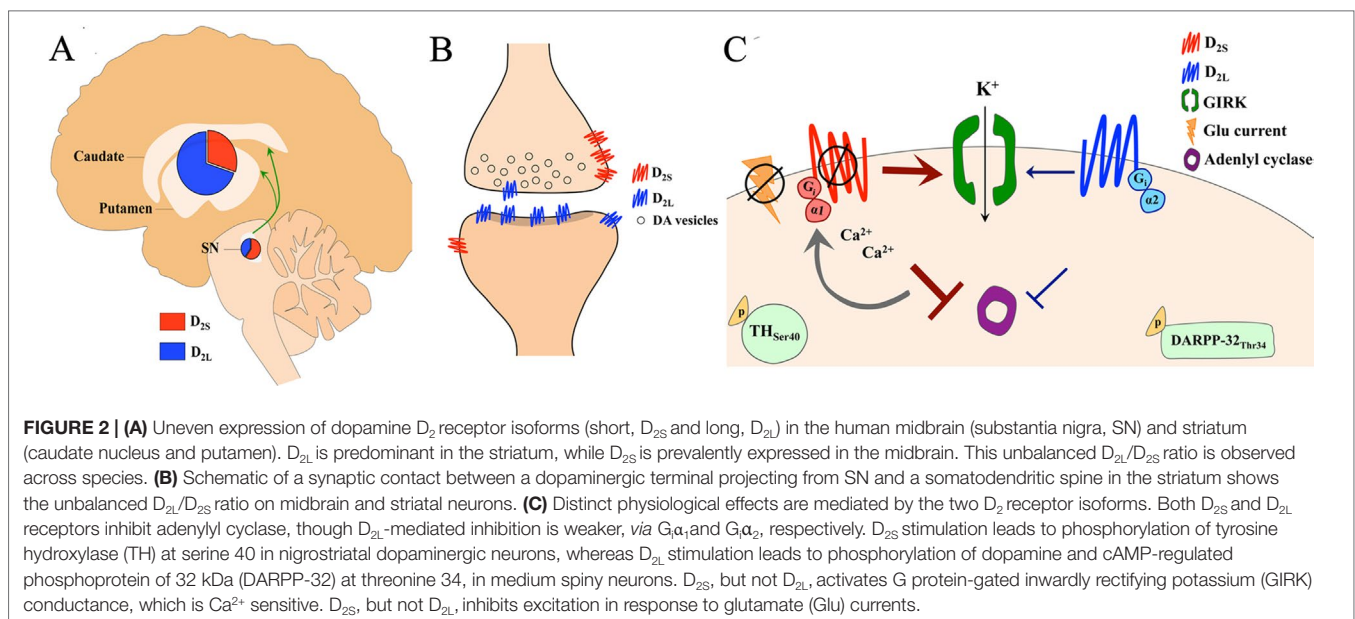 A
Caudate
Putamen
SN
D2S
D2L
B
D2S
D2L
DA vesicles
C
K+
D2S
D2L
GIRK
Glu current
Adenlyl cyclase
Gi
α1
Gi
α2
Ca2+
Ca2+
p
THSer40
p
DARPP-32Thr34
FIGURE 2 | (A) Uneven expression of dopamine D2 receptor isoforms (short, D2S and long, D2L) in the human midbrain (substantia nigra, SN) and striatum
(caudate nucleus and putamen). D2L is predominant in the striatum, while D2S is prevalently expressed in the midbrain. This unbalanced D2L/D2S ratio is observed
across species. (B) Schematic of a synaptic contact between a dopaminergic terminal projecting from SN and a somatodendritic spine in the striatum shows
the unbalanced D2L/D2S ratio on midbrain and striatal neurons. (C) Distinct physiological effects are mediated by the two D2 receptor isoforms. Both D2S and D2L
receptors inhibit adenylyl cyclase, though D2L-mediated inhibition is weaker, via Giα1and Giα2, respectively. D2S stimulation leads to phosphorylation of tyrosine
hydroxylase (TH) at serine 40 in nigrostriatal dopaminergic neurons, whereas D2L stimulation leads to phosphorylation of dopamine and cAMP-regulated
phosphoprotein of 32 kDa (DARPP-32) at threonine 34, in medium spiny neurons. D2S, but not D2L, activates G protein-gated inwardly rectifying potassium (GIRK)
conductance, which is Ca2+ sensitive. D2S, but not D2L, inhibits excitation in response to glutamate (Glu) currents.